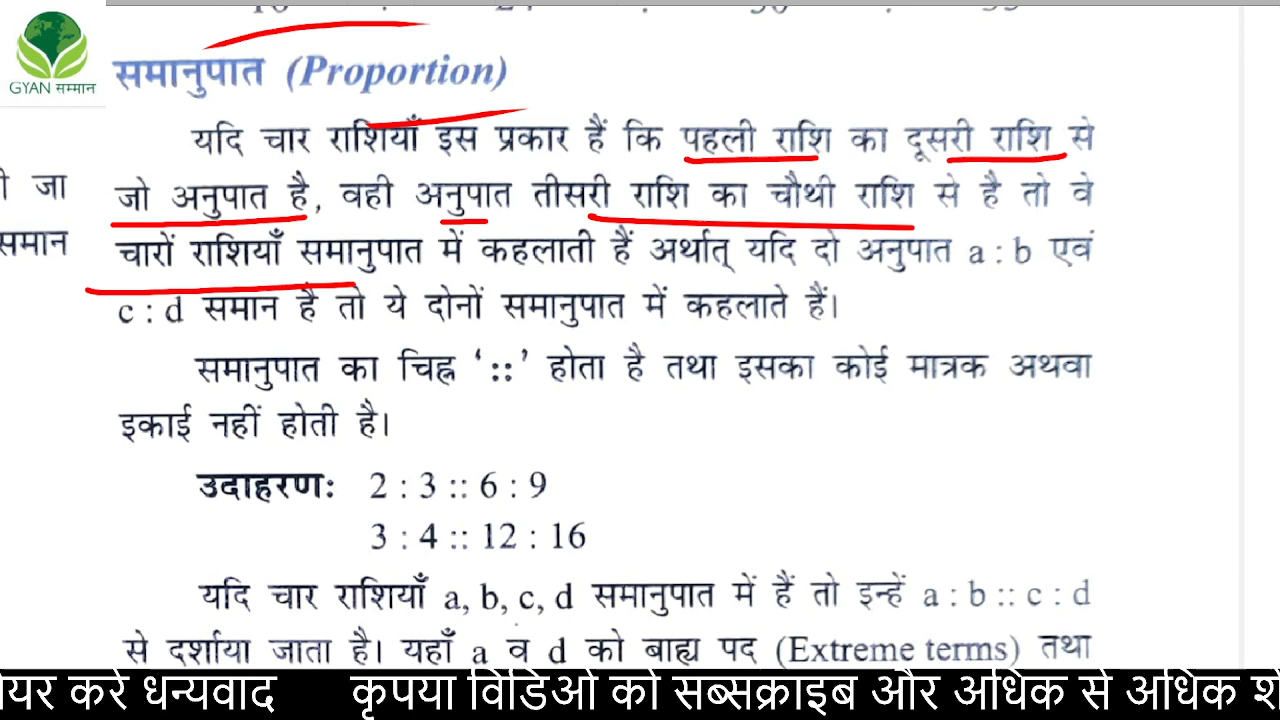 GYAN सम्मान
समानुपात (Proportion)
यदि चार राशियाँ इस प्रकार हैं कि पहली राशि का दूसरी राशि से
जो अनुपात है, वही अनुपात तीसरी राशि का चौथी राशि से है तो वे
चारों राशियाँ समानुपात में कहलाती हैं अर्थात् यदि दो अनुपात a : b एवं
c : d समान है तो ये दोनों समानुपात में कहलाते हैं।
जा
समान
समानुपात का चिह्न ‘::’ होता है तथा इसका कोई मात्रक अथवा
इकाई नहीं होती है।
उदाहरणः 2 : 3 :: 6 : 9
3 : 4 :: 12 : 16
यदि चार राशियाँ a, b, c, d समानुपात में हैं तो इन्हें a : b :: c : d
से दर्शाया जाता है। यहाँ a व d को बाह्य पद (Extreme terms) तथा
करे धन्यवाद कृपया विडिओ को सब्सक्राइब और अधिक से अधिक